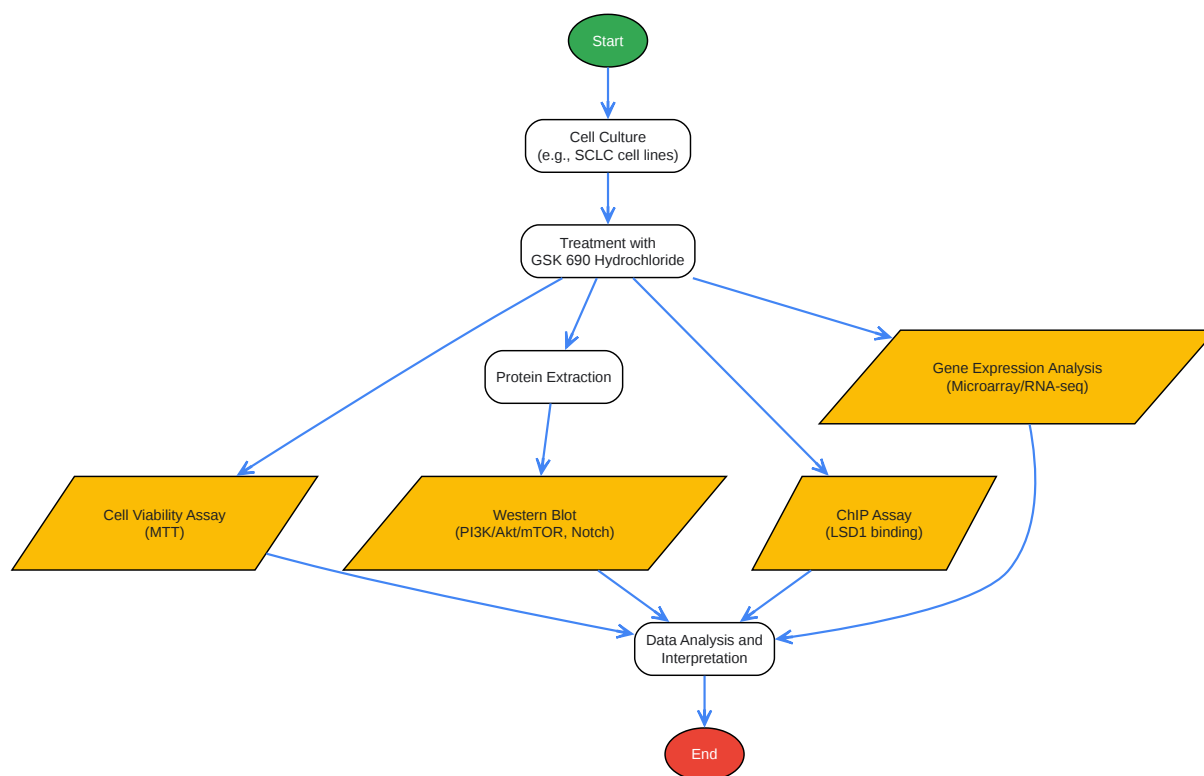 Start
Cell Culture
(e.g., SCLC cell lines)
Treatment with
GSK 690 Hydrochloride
Protein Extraction
Gene Expression Analysis
(Microarray/RNA-seq)
Cell Viability Assay
(MTT)
Western Blot
(PI3K/Akt/mTOR, Notch)
ChIP Assay
(LSD1 binding)
Data Analysis and
Interpretation
End